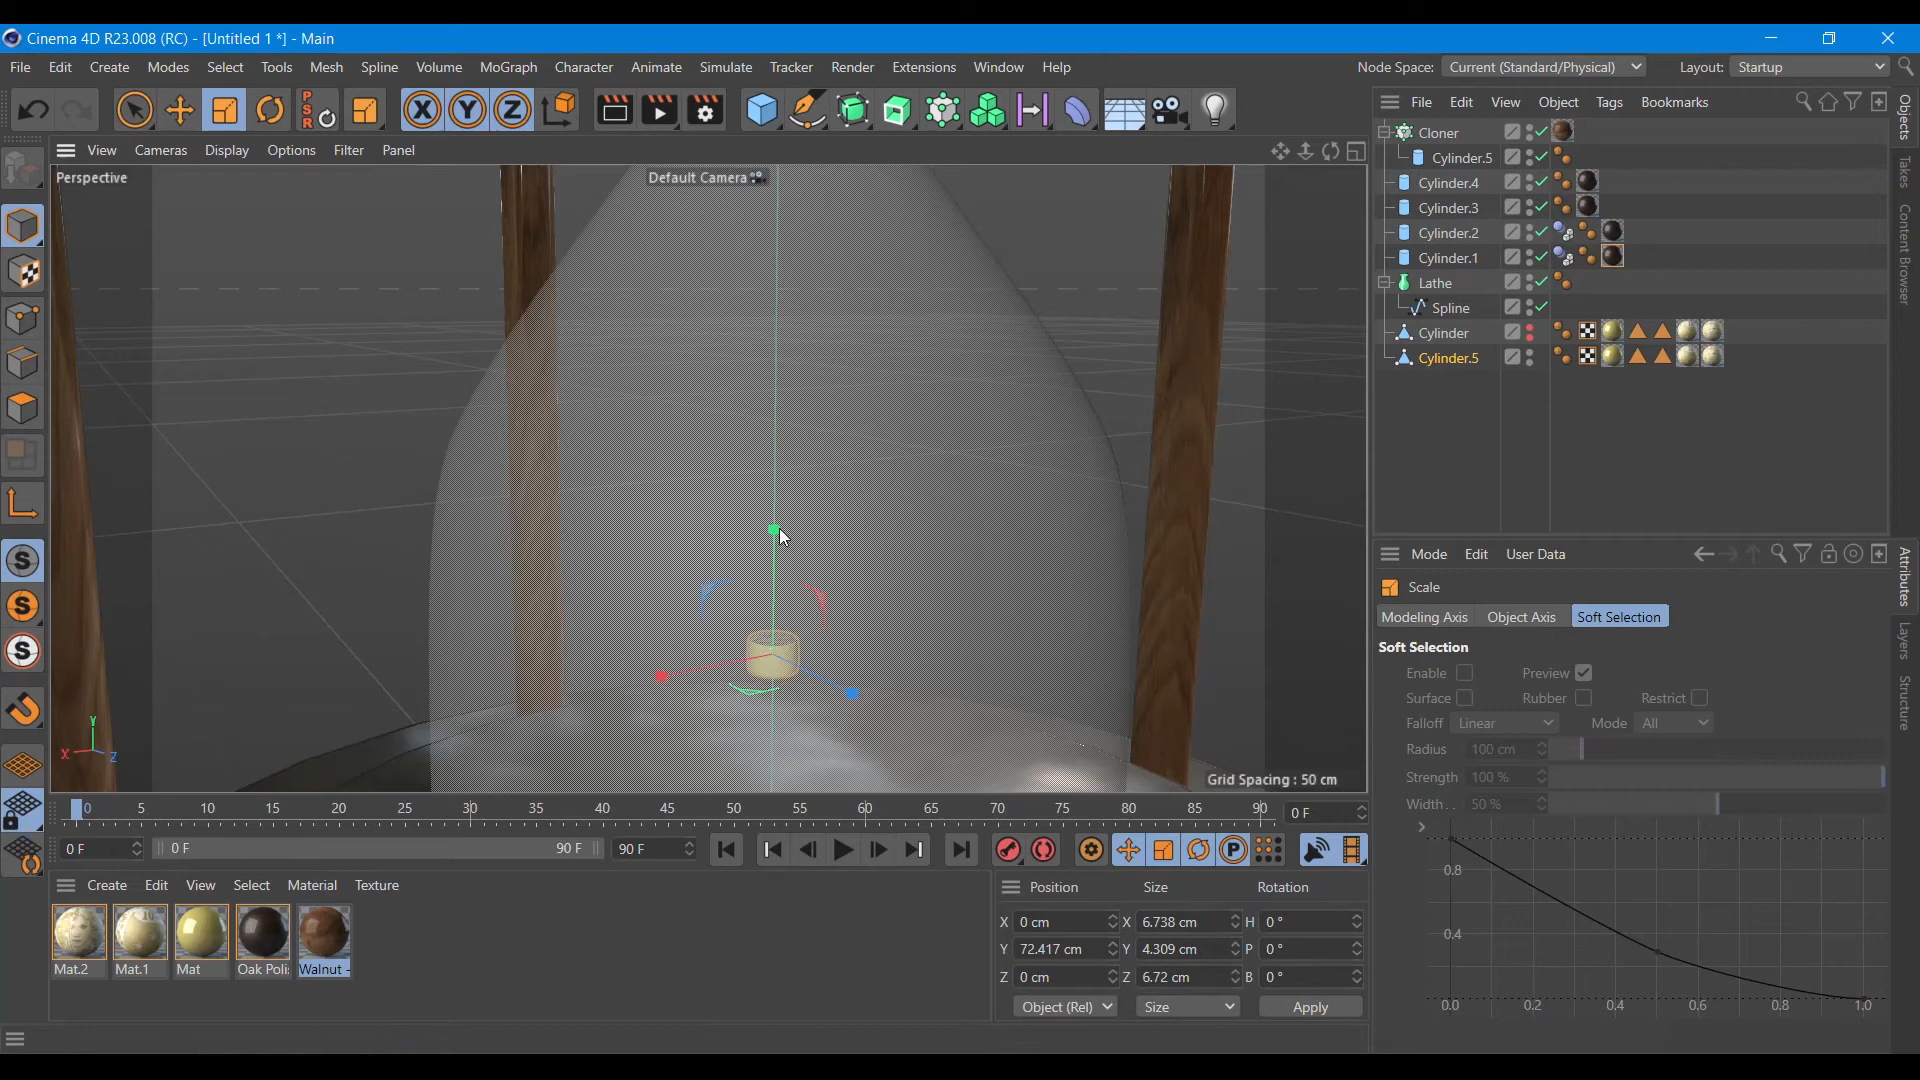 Cinema 4D R23.008 (RC) - [Untitled 1 *] - Main
File Edit Create Modes Select Tools Mesh Spline Volume MoGraph Character Animate Simulate Tracker Render Extensions Window Help
Node Space: Current (Standard/Physical) Layout: Startup
P S R
X Y Z
View Cameras Display Options Filter Panel
Perspective
Default Camera
Grid Spacing : 50 cm
Y
X
Z
S
S
S
File Edit View Object Tags Bookmarks
Cloner
Cylinder.5
Cylinder.4
Cylinder.3
Cylinder.2
Cylinder.1
Lathe
Spline
Cylinder
Cylinder.5
Objects
Takes
Content Browser
Attributes
Layers
Structure
Mode Edit User Data
Scale
Modeling Axis Object Axis Soft Selection
Soft Selection
Enable Preview
Surface Rubber Restrict
Falloff Linear Mode All
Radius 100 cm
Strength 100 %
Width . . 50 %
0.8
0.4
0.0 0.2 0.4 0.6 0.8 1.0
0 5 10 15 20 25 30 35 40 45 50 55 60 65 70 75 80 85 90 0 F
0 F 0 F 90 F 90 F
P
Create Edit View Select Material Texture
Mat.2 Mat.1 Mat Oak Poli Walnut -
Position Size Rotation
X 0 cm X 6.738 cm H 0 °
Y 72.417 cm Y 4.309 cm P 0 °
Z 0 cm Z 6.72 cm B 0 °
Object (Rel) Size Apply